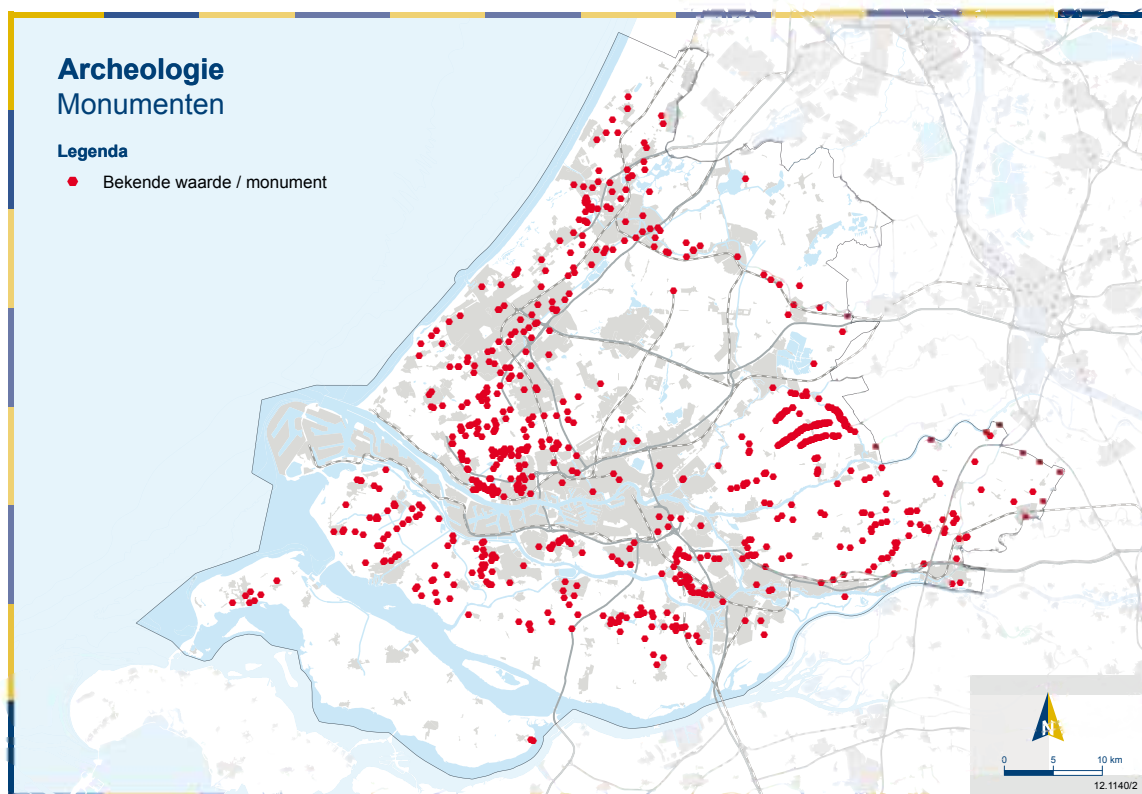 Archeologie
Monumenten
Legenda
Bekende waarde / monument
N
0 5 10 km
12.1140/2